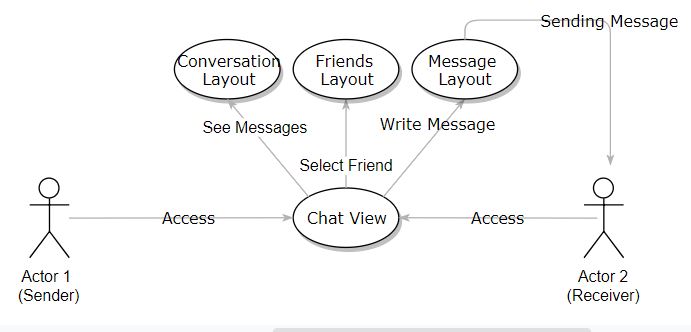 Sending Message
Conversation
Layout
Friends
Layout
Message
Layout
See Messages
Write Message
Select Friend
Access
Chat View
Access
Actor 1
(Sender)
Actor 2
(Receiver)